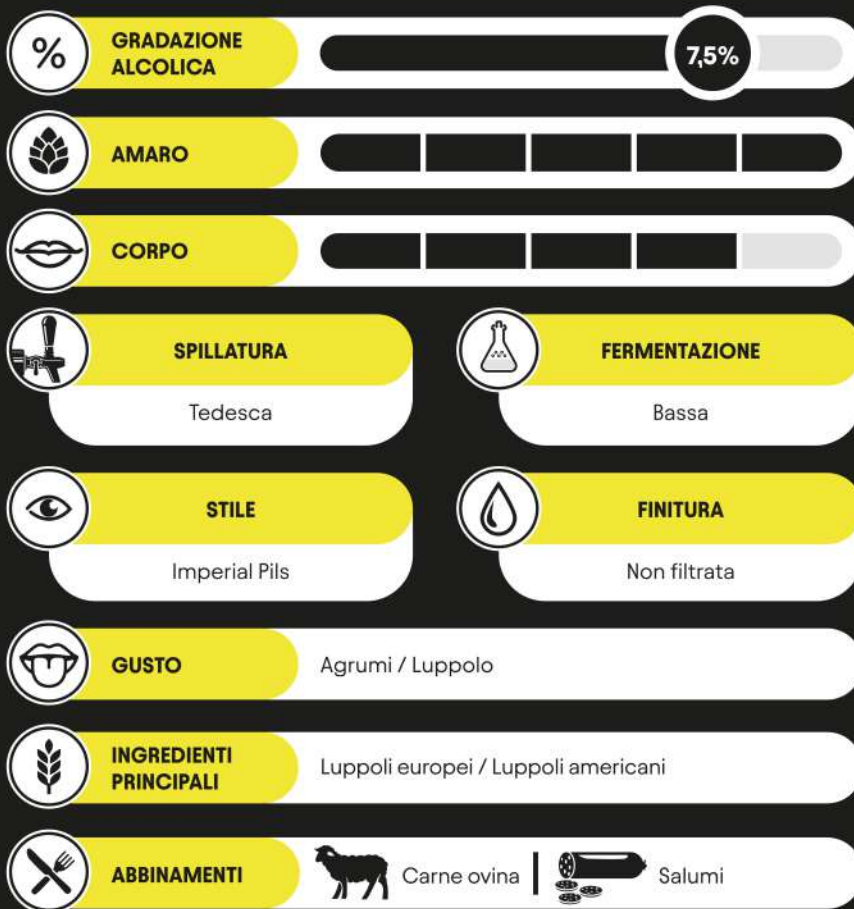 %
GRADAZIONE
ALCOLICA
7,5%
AMARO
CORPO
SPILLATURA
Tedesca
FERMENTAZIONE
Bassa
STILE
Imperial Pils
FINITURA
Non filtrata
GUSTO
Agrumi / Luppolo
INGREDIENTI
PRINCIPALI
Luppoli europei / Luppoli americani
ABBINAMENTI
Carne ovina
Salumi